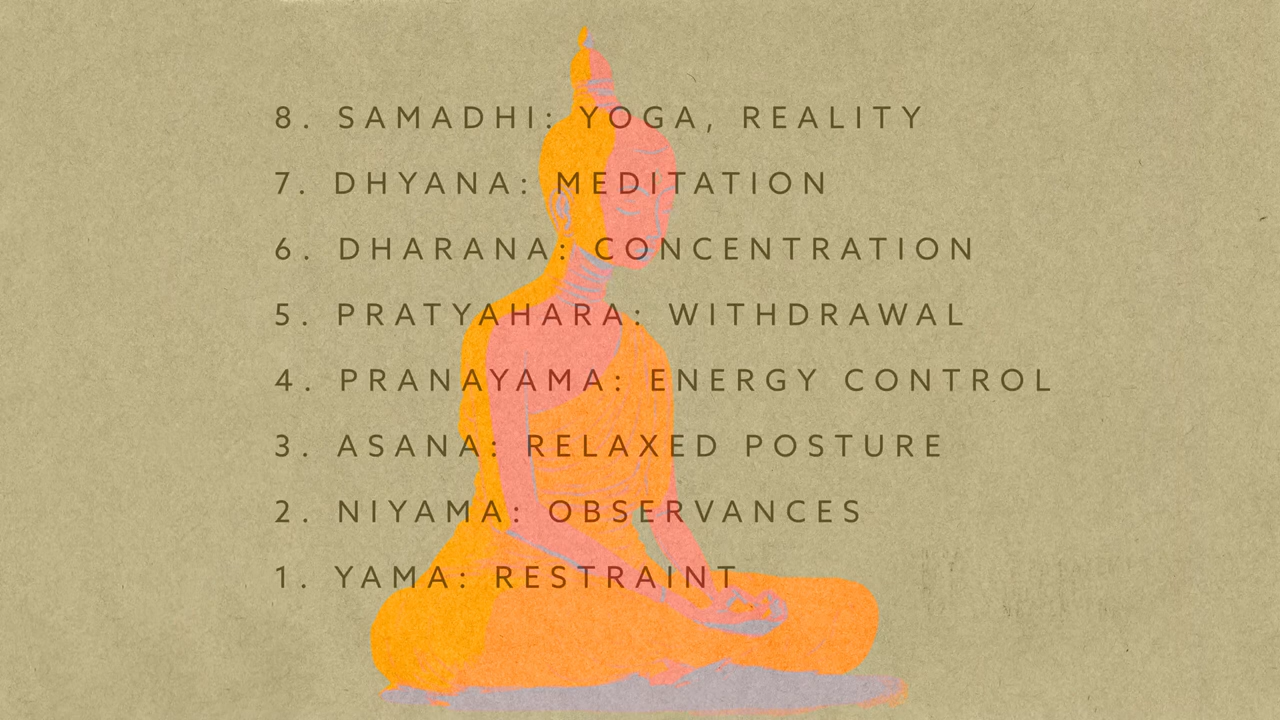 8. SAMADHI: YOGA, REALITY
7. DHYANA: MEDITATION
6. DHARANA: CONCENTRATION
5. PRATYAHARA: WITHDRAWAL
4. PRANAYAMA: ENERGY CONTROL
3. ASANA: RELAXED POSTURE
2. NIYAMA: OBSERVANCES
1. YAMA: RESTRAINT